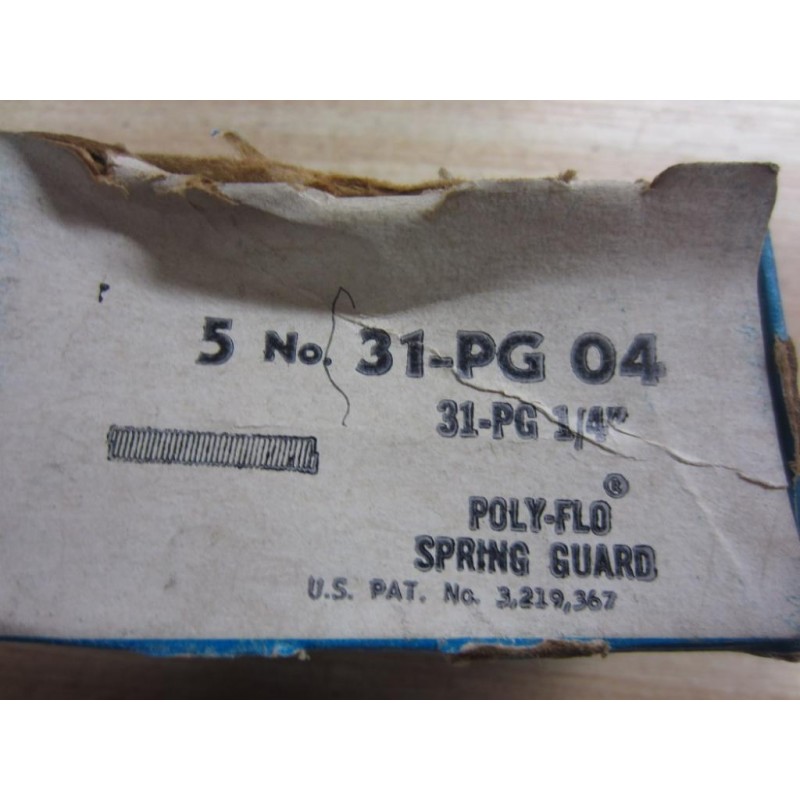 5 No. 31-PG 04
31-PG 1/4"
POLY-FLO®
SPRING GUARD
U.S. PAT. No. 3,219,367